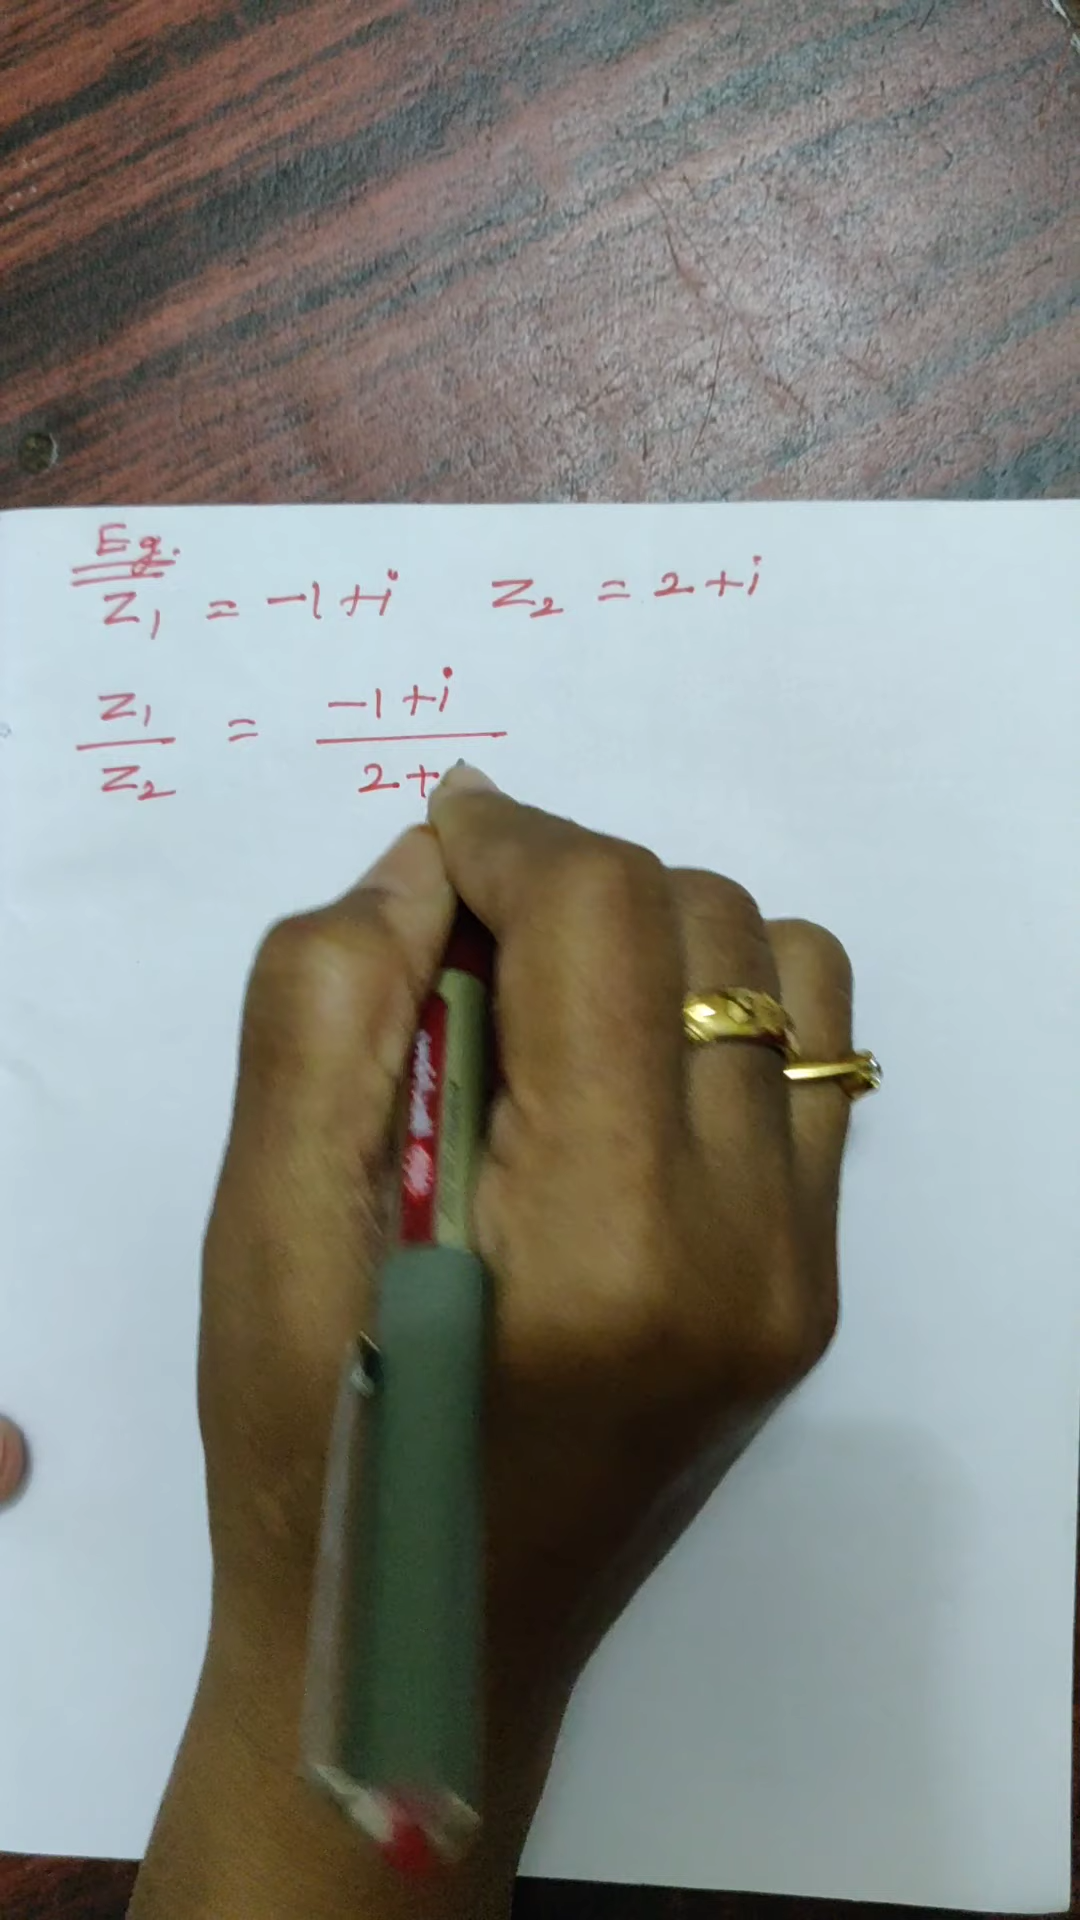 Eg.
Z₁ = -1+i Z₂ = 2+i
Z₁/Z₂ = -1+i/2+